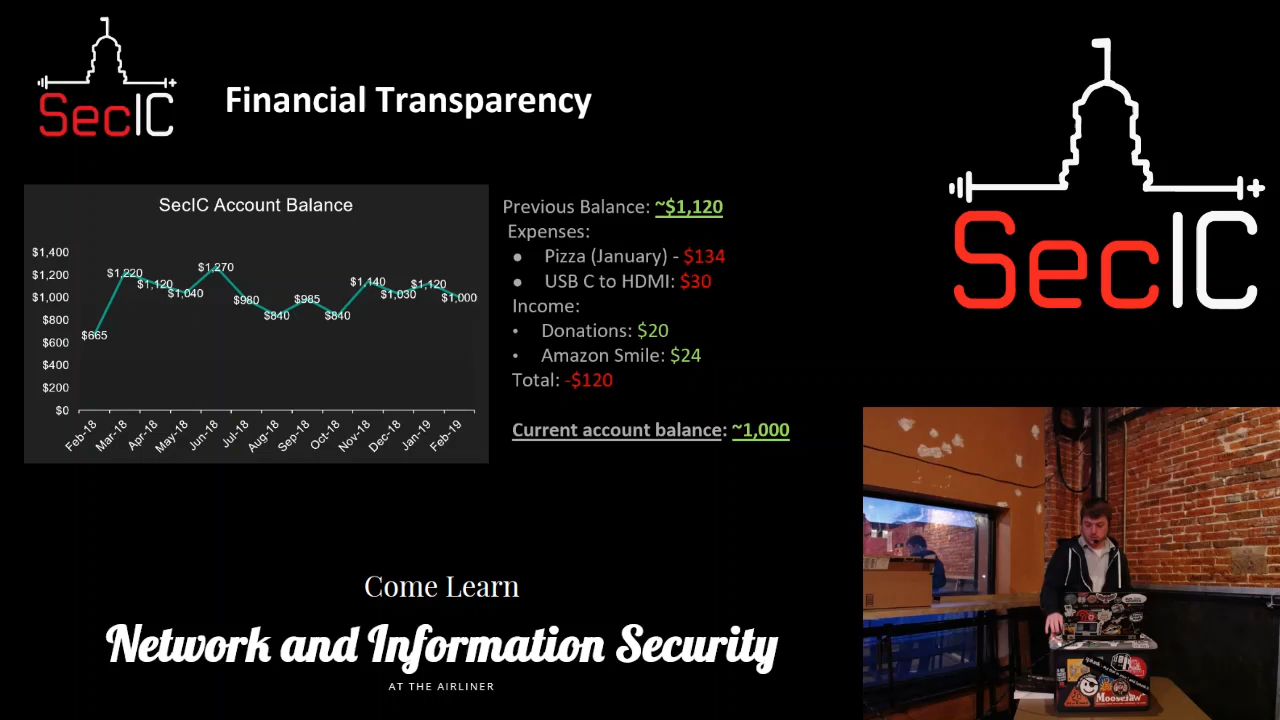 SecIC
Financial Transparency
SecIC
SecIC Account Balance
$1,400
$1,200
$1,000
$800
$600
$400
$200
$0
$665
$1,220
$1,120
$1,040
$1,270
$980
$840
$985
$840
$1,440
$1,030
$1,120
$1,000
Feb-18
Mar-18
Apr-18
May-18
Jun-18
Jul-18
Aug-18
Sep-18
Oct-18
Nov-18
Dec-18
Jan-19
Feb-19
Previous Balance: ~$1,120
Expenses:
● Pizza (January) - $134
● USB C to HDMI: $30
Income:
• Donations: $20
• Amazon Smile: $24
Total: -$120
Current account balance: ~1,000
Come Learn
Network and Information Security
AT THE AIRLINER
Moosejaw